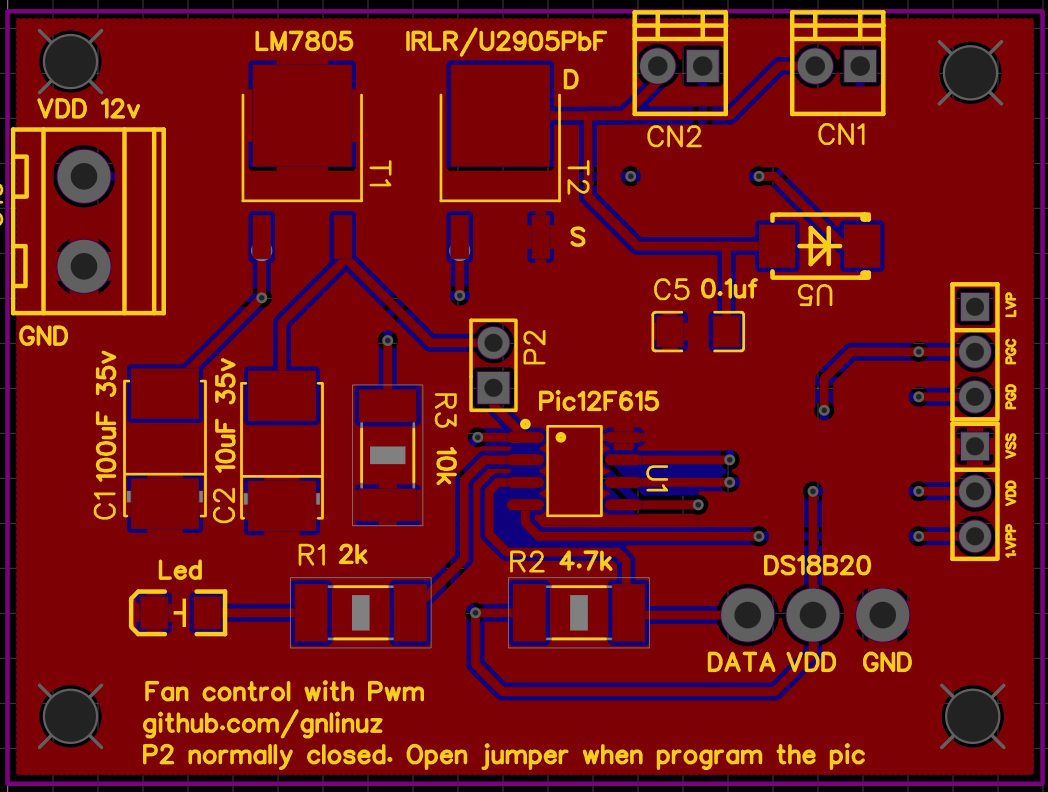 LM7805
IRLR/U2905PbF
D
VDD 12v
CN2
CN1
T1
T2
S
U5
C5 0.1uf
GND
LVP
PGC
PGD
VSS
VDD
1-VPP
P2
Pic12F615
C1 100uF 35v
C2 10uF 35v
R3 10k
U1
R1 2k
R2 4.7k
Led
DS18B20
DATA VDD GND
Fan control with Pwm
github.com/gnlinuz
P2 normally closed. Open jumper when program the pic